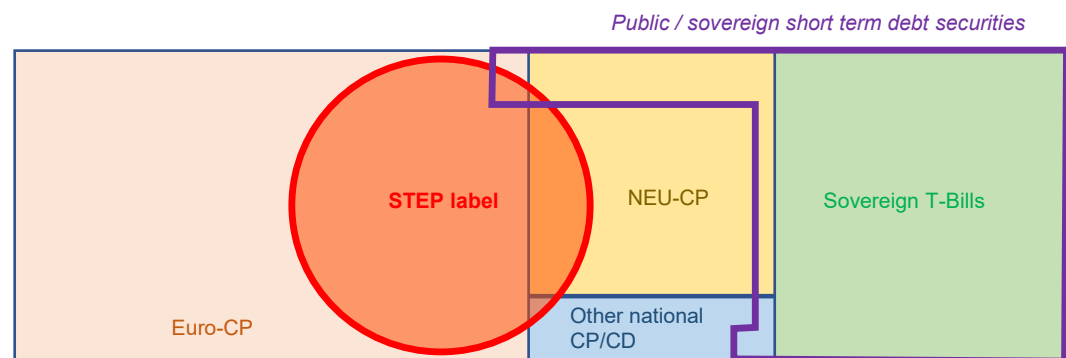 Public / sovereign short term debt securities
STEP label
NEU-CP
Sovereign T-Bills
Euro-CP
Other national
CP/CD